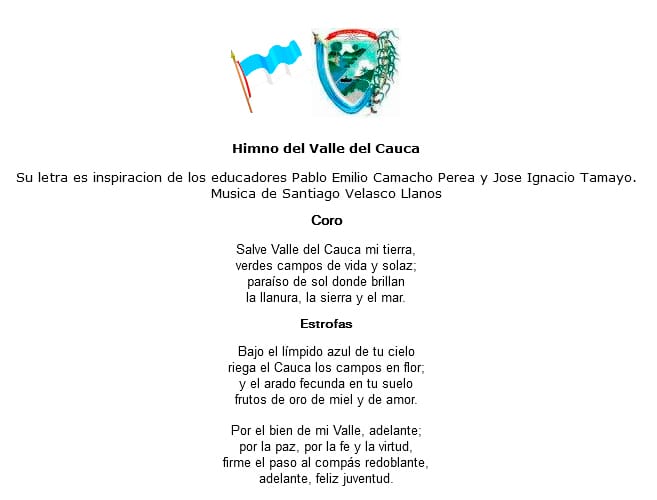 Himno del Valle del Cauca
Su letra es inspiracion de los educadores Pablo Emilio Camacho Perea y Jose Ignacio Tamayo.
Musica de Santiago Velasco Llanos
Coro
Salve Valle del Cauca mi tierra,
verdes campos de vida y solaz;
paraíso de sol donde brillan
la llanura, la sierra y el mar.
Estrofas
Bajo el límpido azul de tu cielo
riega el Cauca los campos en flor;
y el arado fecunda en tu suelo
frutos de oro de miel y de amor.
Por el bien de mi Valle, adelante;
por la paz, por la fe y la virtud,
firme el paso al compás redoblante,
adelante, feliz juventud.